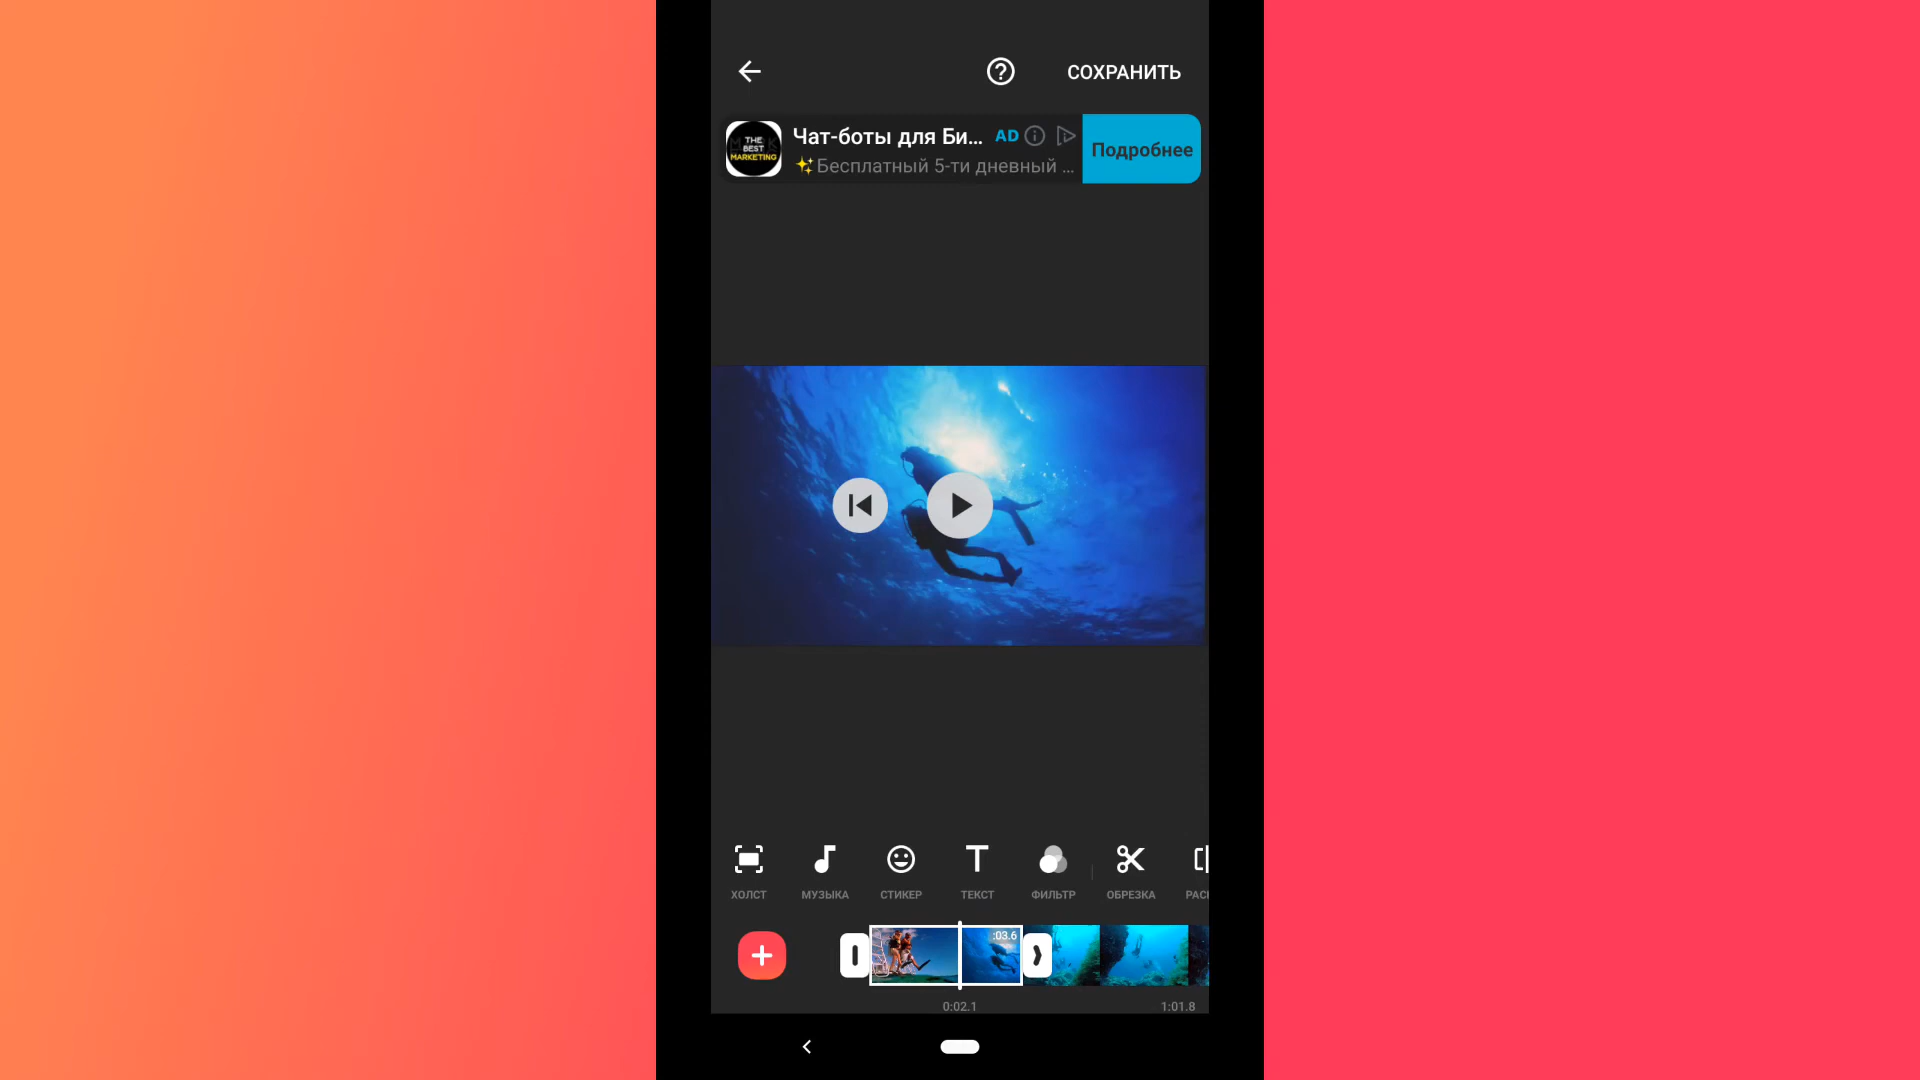 СОХРАНИТЬ
THE
BEST
MARKETING
Чат-боты для Би... AD
✨Бесплатный 5-ти дневный ...
Подробнее
ХОЛСТ МУЗЫКА СТИКЕР ТЕКСТ ФИЛЬТР ОБРЕЗКА
:03.6
0:02.1 1:01.8